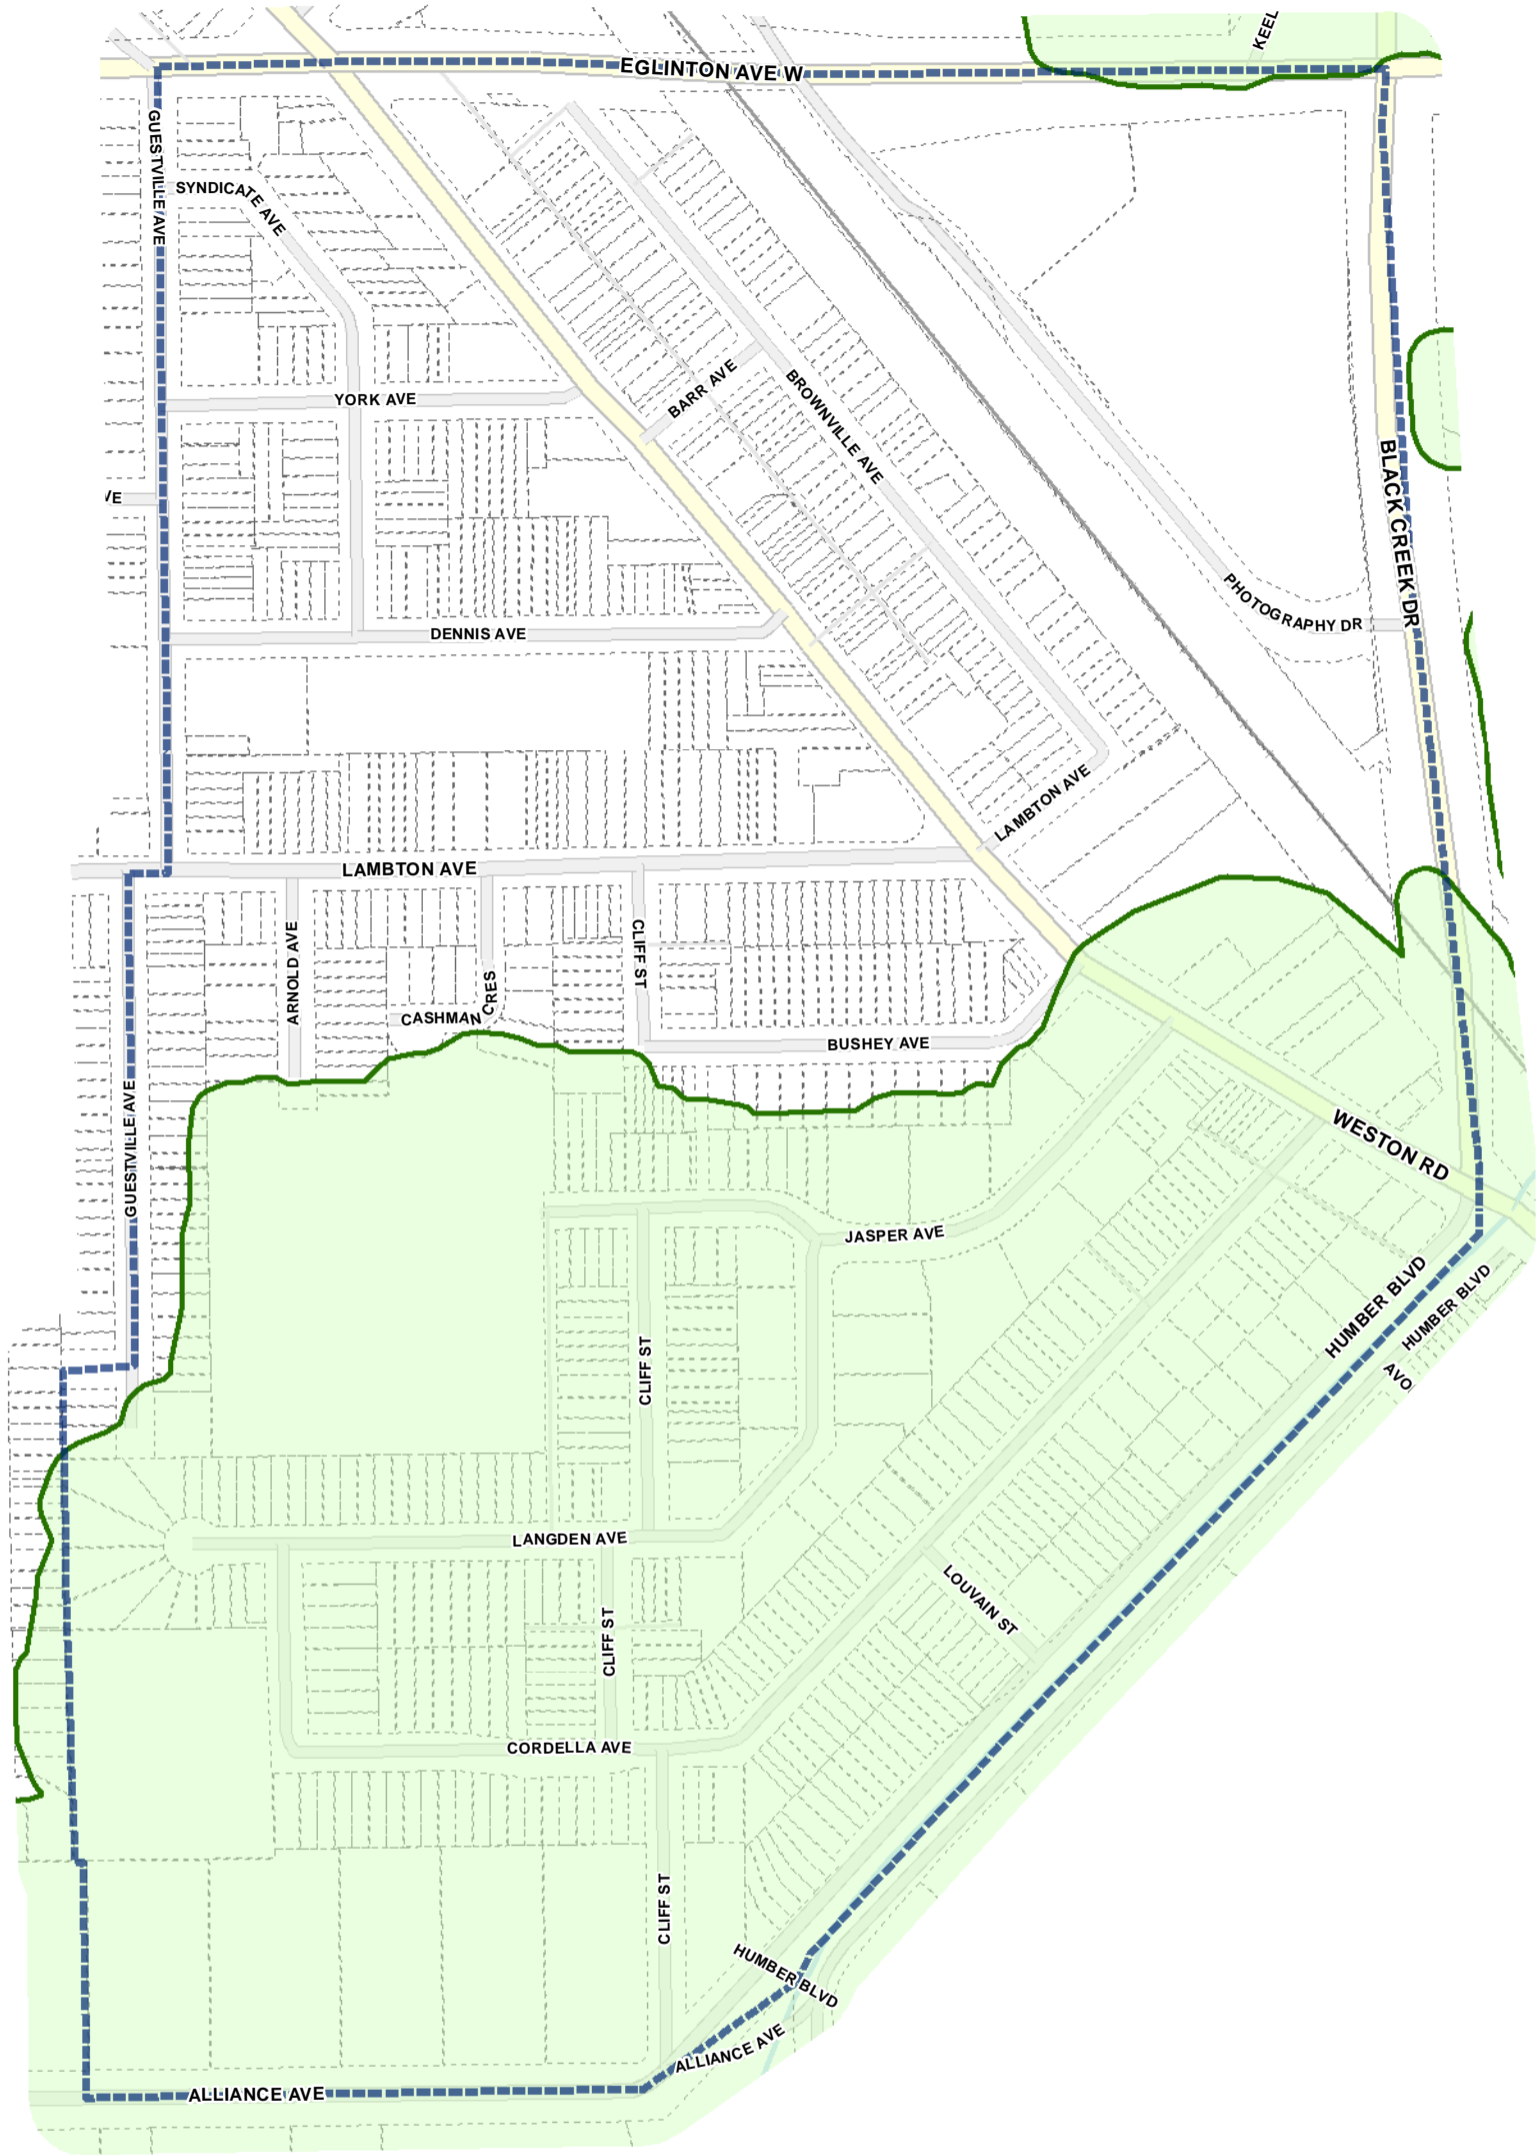 KEEL
EGLINTON AVE W
GUESTVILLE AVE
SYNDICATE AVE
BARR AVE
BROWNVILLE AVE
YORK AVE
BLACK CREEK DR
VE
PHOTOGRAPHY DR
DENNIS AVE
LAMBTON AVE
LAMBTON AVE
ARNOLD AVE
CLIFF ST
CASHMAN CRES
BUSHEY AVE
GUESTVILLE AVE
WESTON RD
JASPER AVE
HUMBER BLVD
HUMBER BLVD
AVO
CLIFF ST
LANGDEN AVE
LOUVAIN ST
CLIFF ST
CORDELLA AVE
CLIFF ST
HUMBER BLVD
ALLIANCE AVE
ALLIANCE AVE